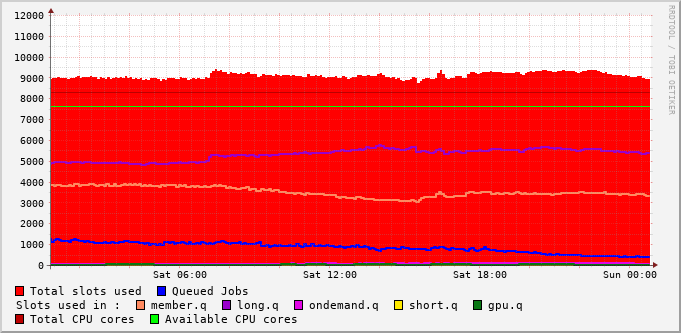 12000
11000
10000
9000
8000
7000
6000
5000
4000
3000
2000
1000
0
Sat 06:00 Sat 12:00 Sat 18:00 Sun 00:00
RRDTOOL / TOBI OETIKER
Total slots used Queued Jobs
Slots used in : member.q long.q ondemand.q short.q gpu.q
Total CPU cores Available CPU cores